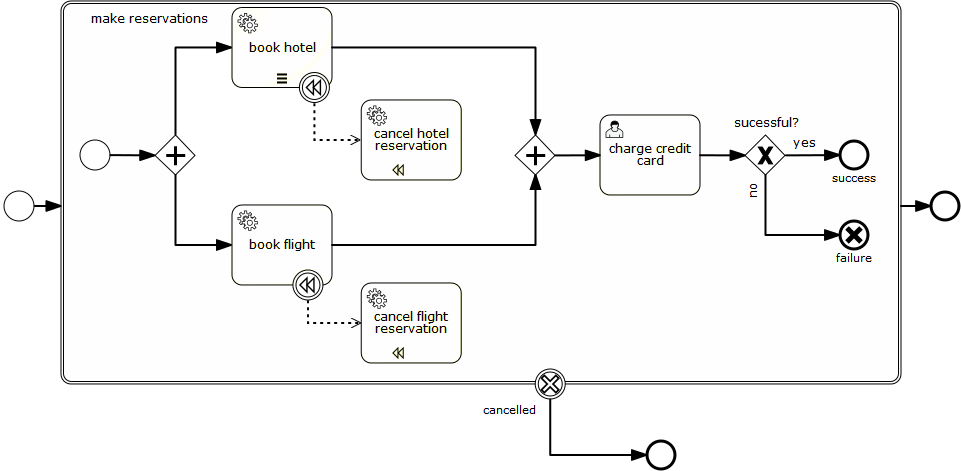 make reservations
book hotel
cancel hotel
reservation
charge credit
card
sucessful?
yes
no
success
failure
book flight
cancel flight
reservation
cancelled